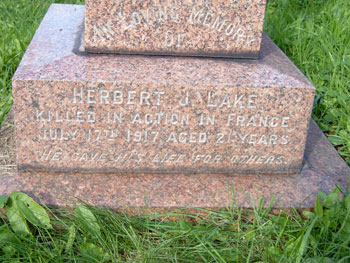 IN LOVING MEMORY
OF
HERBERT J. LAKE
KILLED IN ACTION IN FRANCE
JULY 17TH 1917 AGED 21 YEARS
HE GAVE HIS LIFE FOR OTHERS.